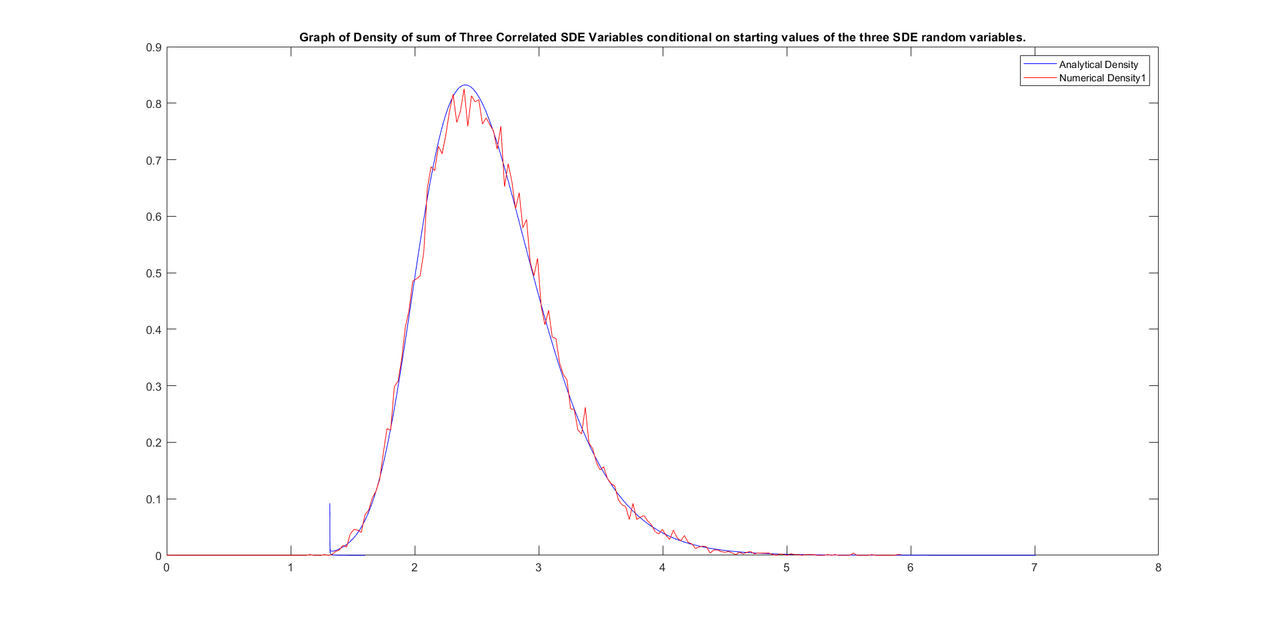 Graph of Density of sum of Three Correlated SDE Variables conditional on starting values of the three SDE random variables.
Analytical Density
Numerical Density1
0.9
0.8
0.7
0.6
0.5
0.4
0.3
0.2
0.1
0
0 1 2 3 4 5 6 7 8